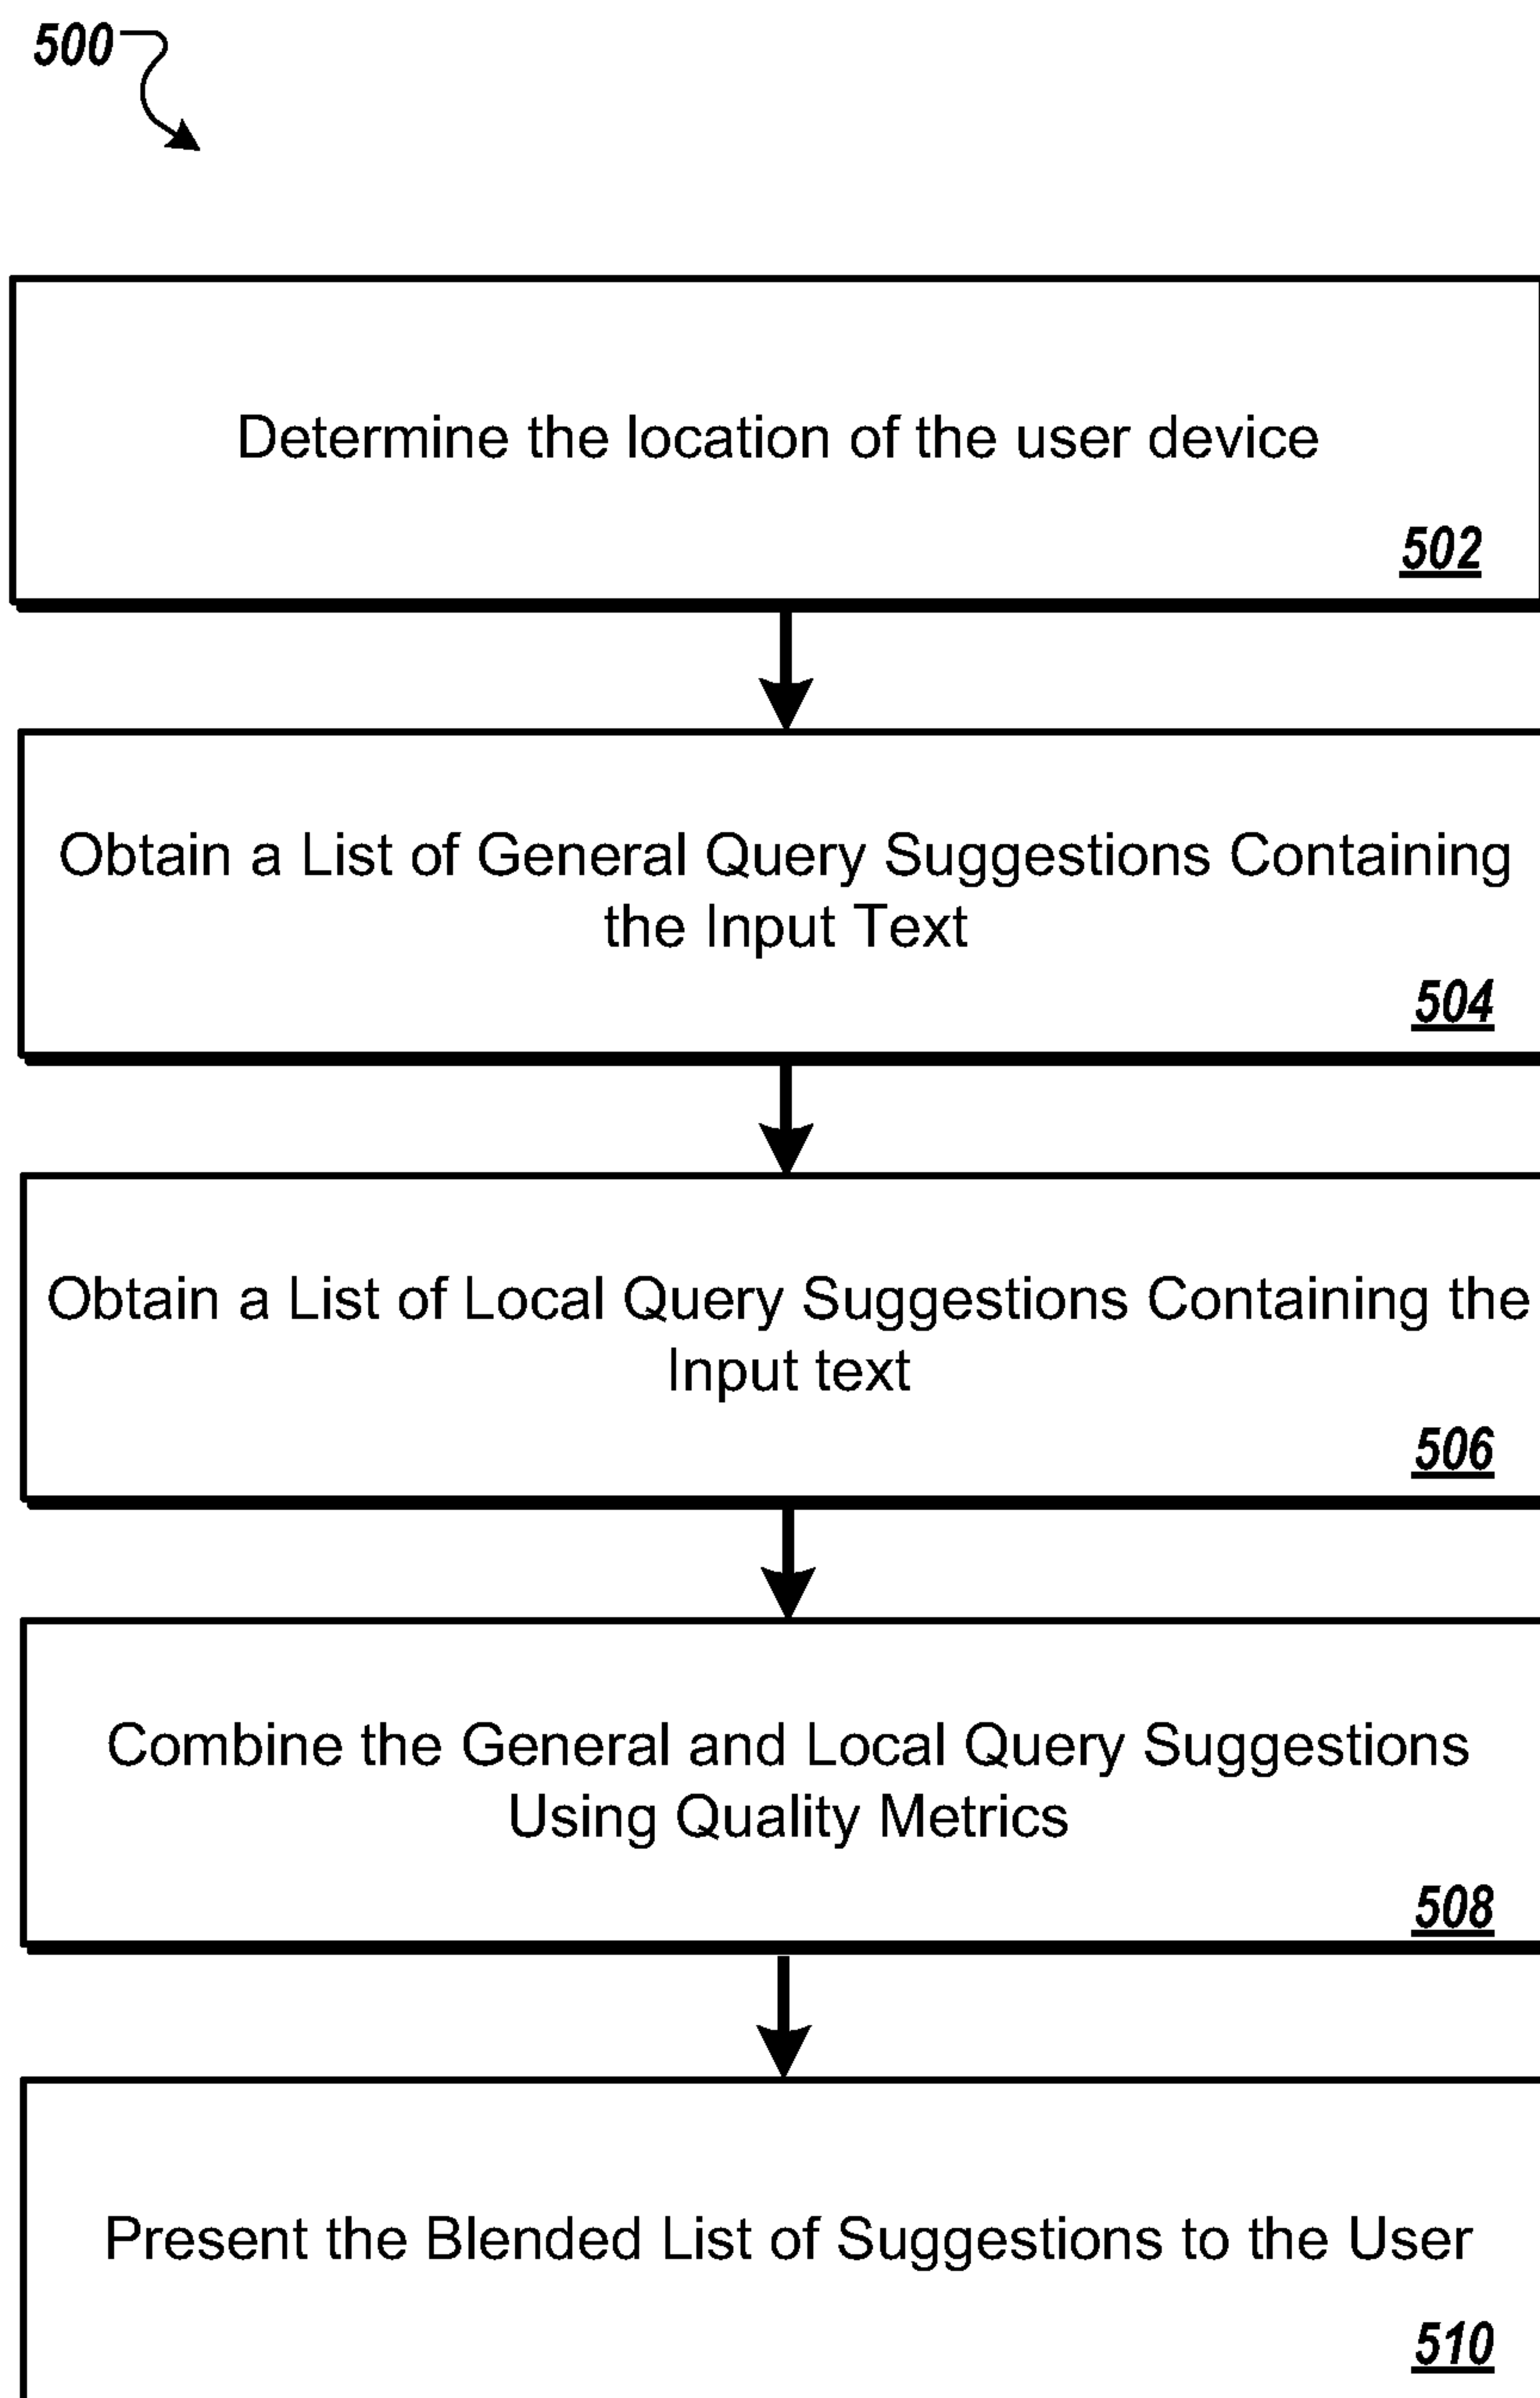 500
Determine the location of the user device
502
Obtain a List of General Query Suggestions Containing
the Input Text
504
Obtain a List of Local Query Suggestions Containing the
Input text
506
Combine the General and Local Query Suggestions
Using Quality Metrics
508
Present the Blended List of Suggestions to the User
510